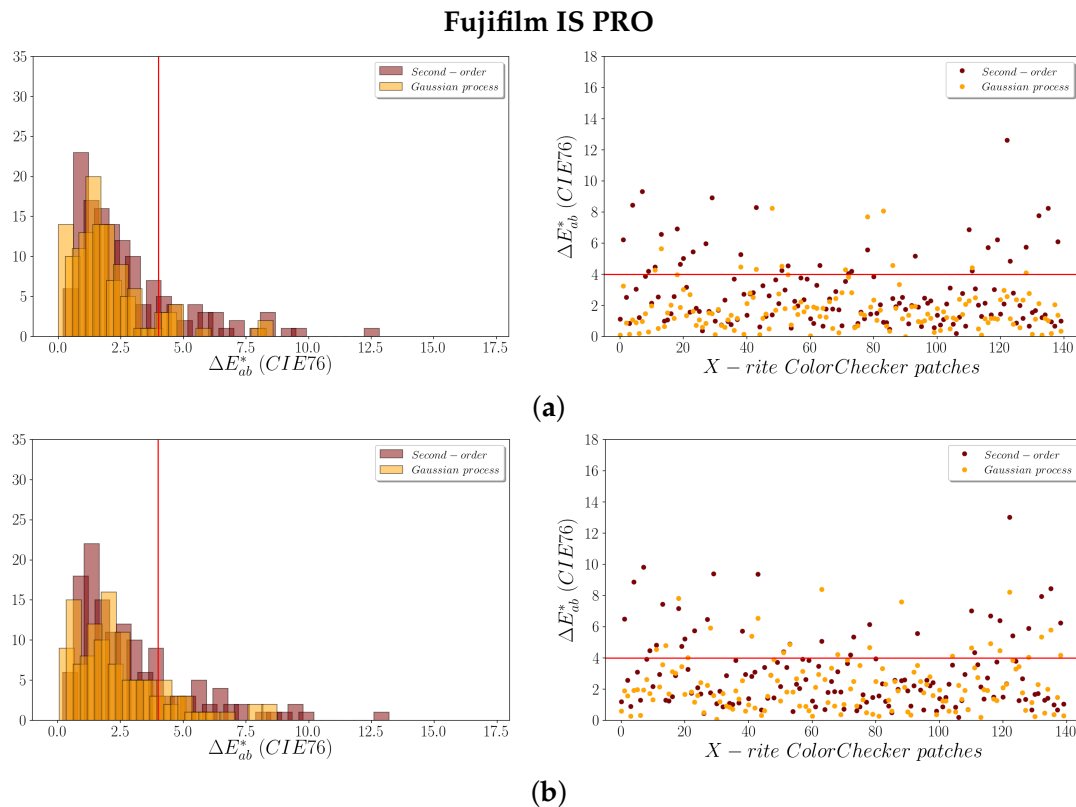 Fujifilm IS PRO
35
30
25
20
15
10
5
0
0.0 2.5 5.0 7.5 10.0 12.5 15.0 17.5
ΔE*ab (CIE76)
Second − order
Gaussian process
18
16
14
12
10
8
6
4
2
0
ΔE*ab (CIE76)
0 20 40 60 80 100 120 140
X − rite ColorChecker patches
Second − order
Gaussian process
(a)
35
30
25
20
15
10
5
0
0.0 2.5 5.0 7.5 10.0 12.5 15.0 17.5
ΔE*ab (CIE76)
Second − order
Gaussian process
18
16
14
12
10
8
6
4
2
0
ΔE*ab (CIE76)
0 20 40 60 80 100 120 140
X − rite ColorChecker patches
Second − order
Gaussian process
(b)